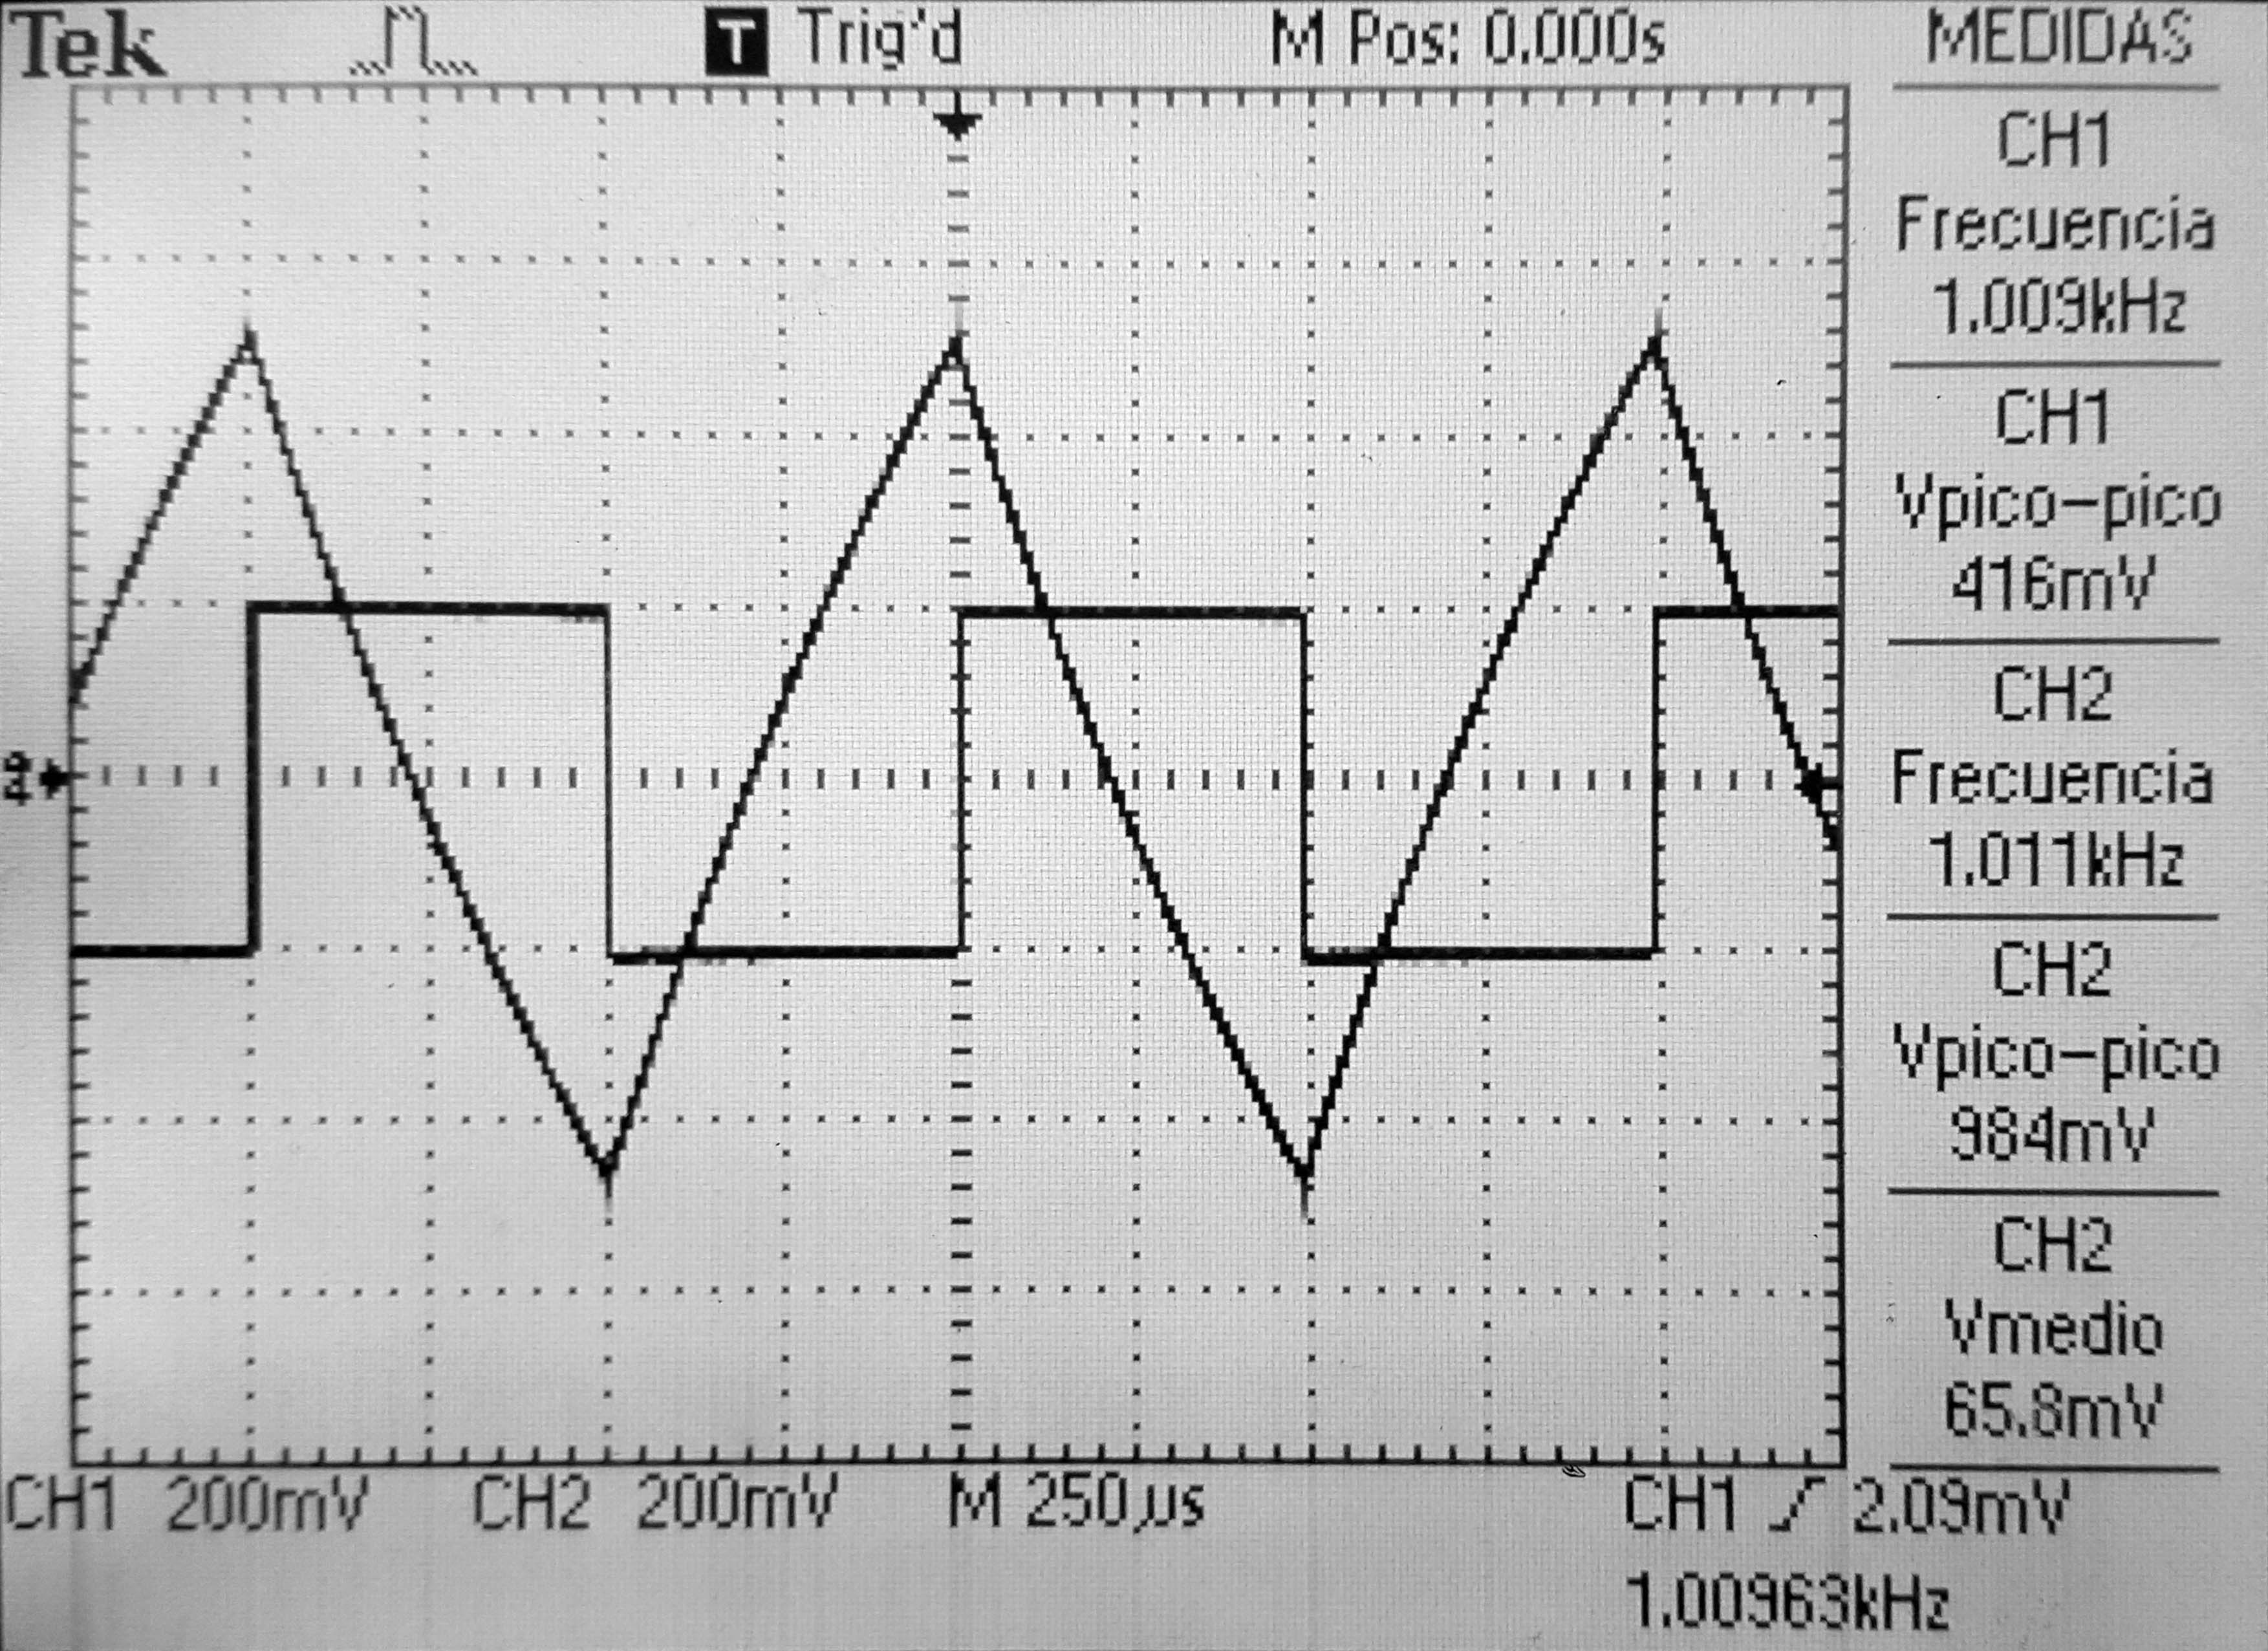 Tek T Trig'd M Pos: 0.000s MEDIDAS
CH1
Frecuencia
1.009kHz
CH1
Vpico-pico
416mV
CH2
Frecuencia
1.011kHz
CH2
Vpico-pico
984mV
CH2
Vmedio
65.8mV
CH1 200mV CH2 200mV M 250µs CH1 2.09mV
1.00963kHz